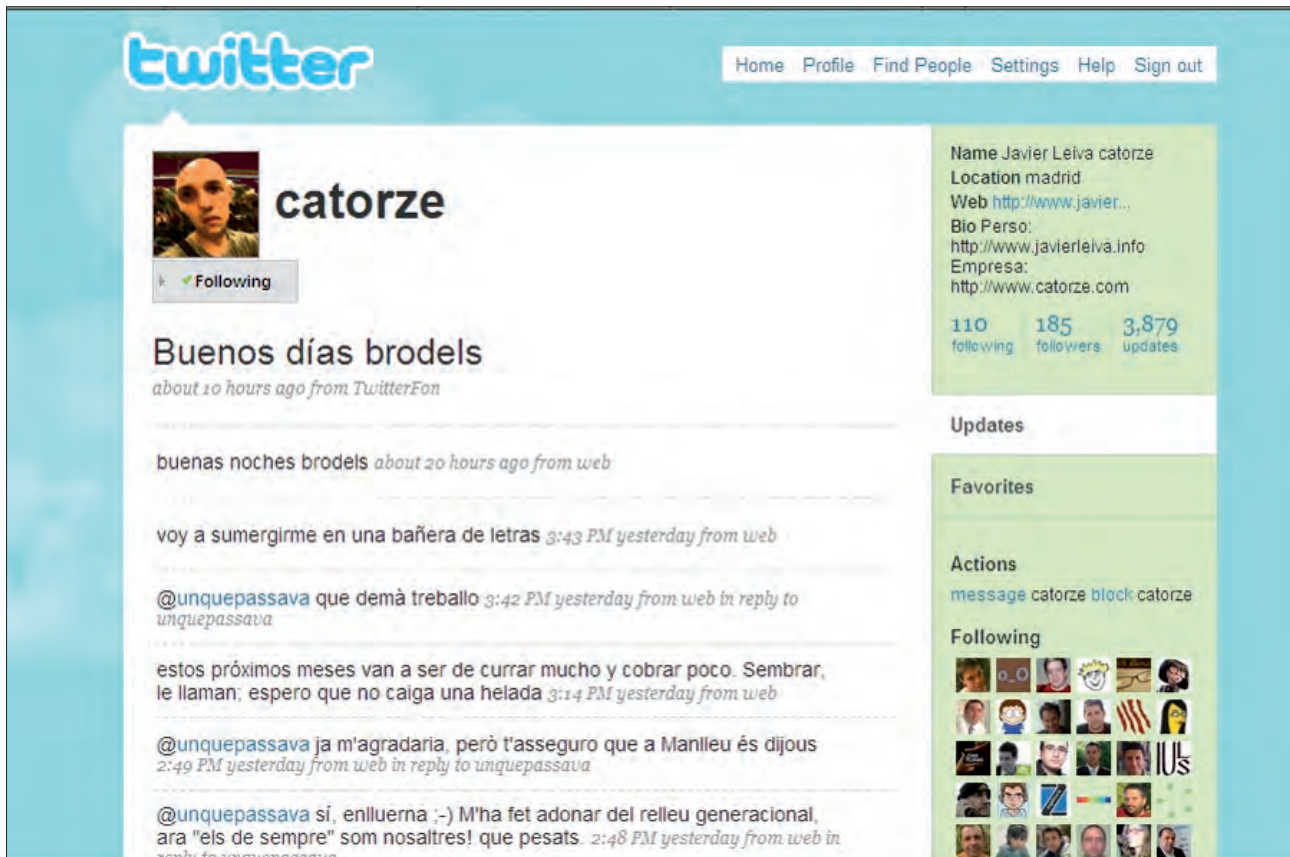 twitter
Home Profile Find People Settings Help Sign out
catorze
Following
Buenos días brodels
about 10 hours ago from TwitterFon
buenas noches brodels about 20 hours ago from web
voy a sumergirme en una bañera de letras 3:43 PM yesterday from web
@unquepassava que demà treballo 3:42 PM yesterday from web in reply to
unquepassava
estos próximos meses van a ser de currar mucho y cobrar poco. Sembrar,
le llaman; espero que no caiga una helada 3:14 PM yesterday from web
@unquepassava ja m'agradaria, però t'asseguro que a Manlleu és dijous
2:49 PM yesterday from web in reply to unquepassava
@unquepassava sí, enlluerna ;-) M'ha fet adonar del relleu generacional,
ara "els de sempre" som nosaltres! que pesats. 2:48 PM yesterday from web in
reply to unquepassava
Name Javier Leiva catorze
Location madrid
Web http://www.javier...
Bio Perso:
http://www.javierleiva.info
Empresa:
http://www.catorze.com
110 185 3,879
following followers updates
Updates
Favorites
Actions
message catorze block catorze
Following
o_O